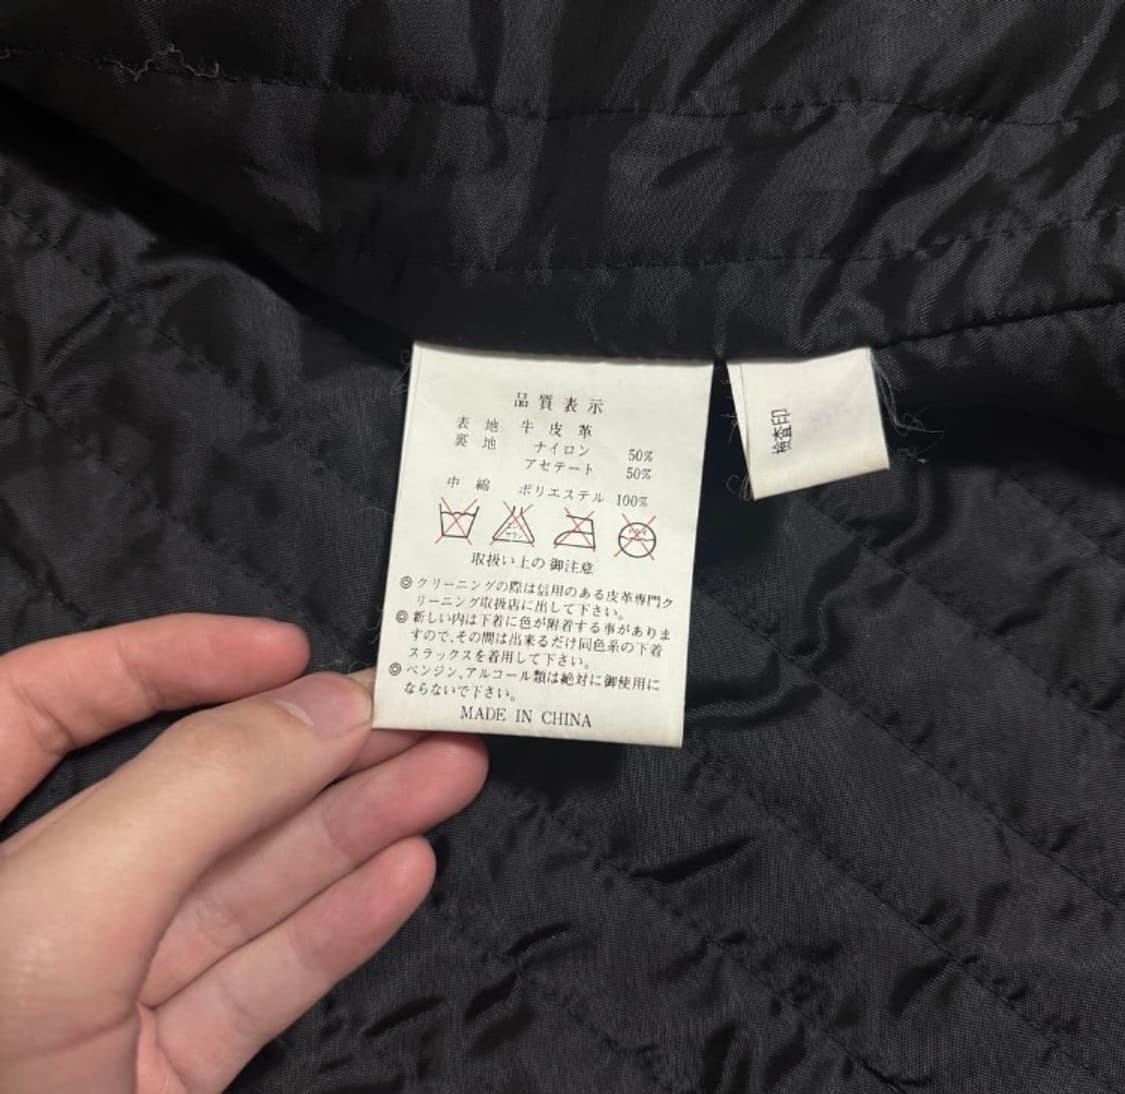 品質表示
表地 牛皮革
裏地 ナイロン 50%
アセテート 50%
中綿 ポリエステル 100%
取扱い上の御注意
◎クリーニングの際は信用のある皮革専門ク
リーニング取扱店に出して下さい。
◎新しい内は下着に色が附着する事がありま
すので、その間は出来るだけ同色系の下着
スラックスを着用して下さい。
◎ベンジン、アルコール類は絶対に御使用に
ならないで下さい。
MADE IN CHINA
検査印